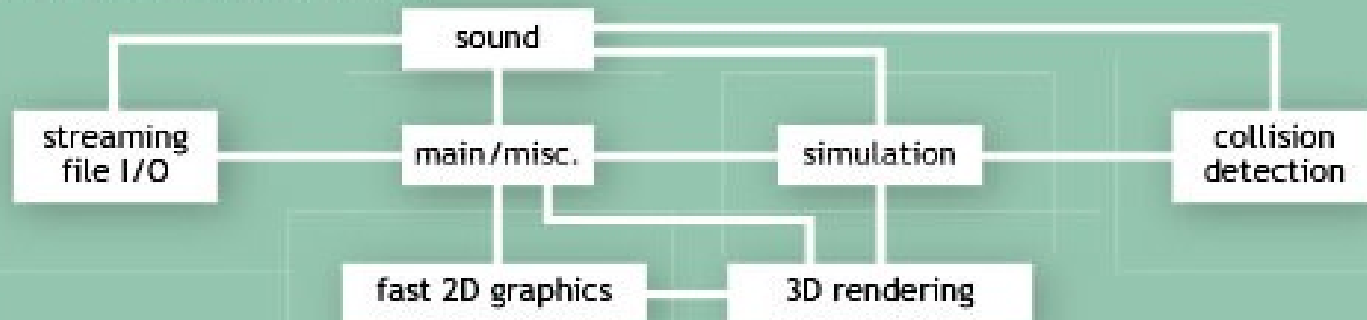 sound
streaming
file I/O
main/misc.
simulation
collision
detection
fast 2D graphics
3D rendering